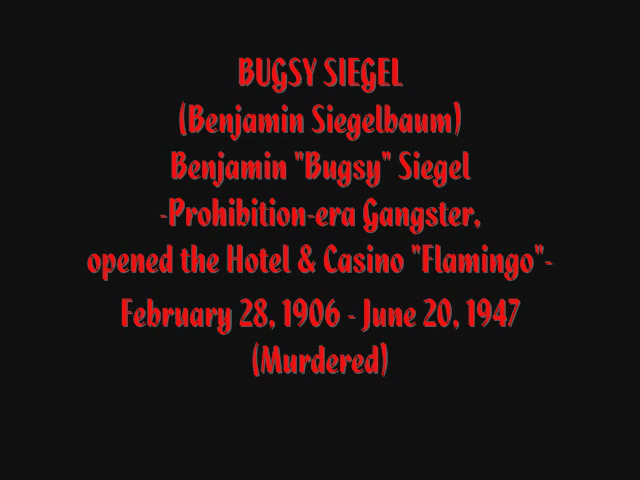 BUGSY SIEGEL
(Benjamin Siegelbaum)
Benjamin "Bugsy" Siegel
-Prohibition-era Gangster,
opened the Hotel & Casino "Flamingo"-
February 28, 1906 - June 20, 1947
(Murdered)